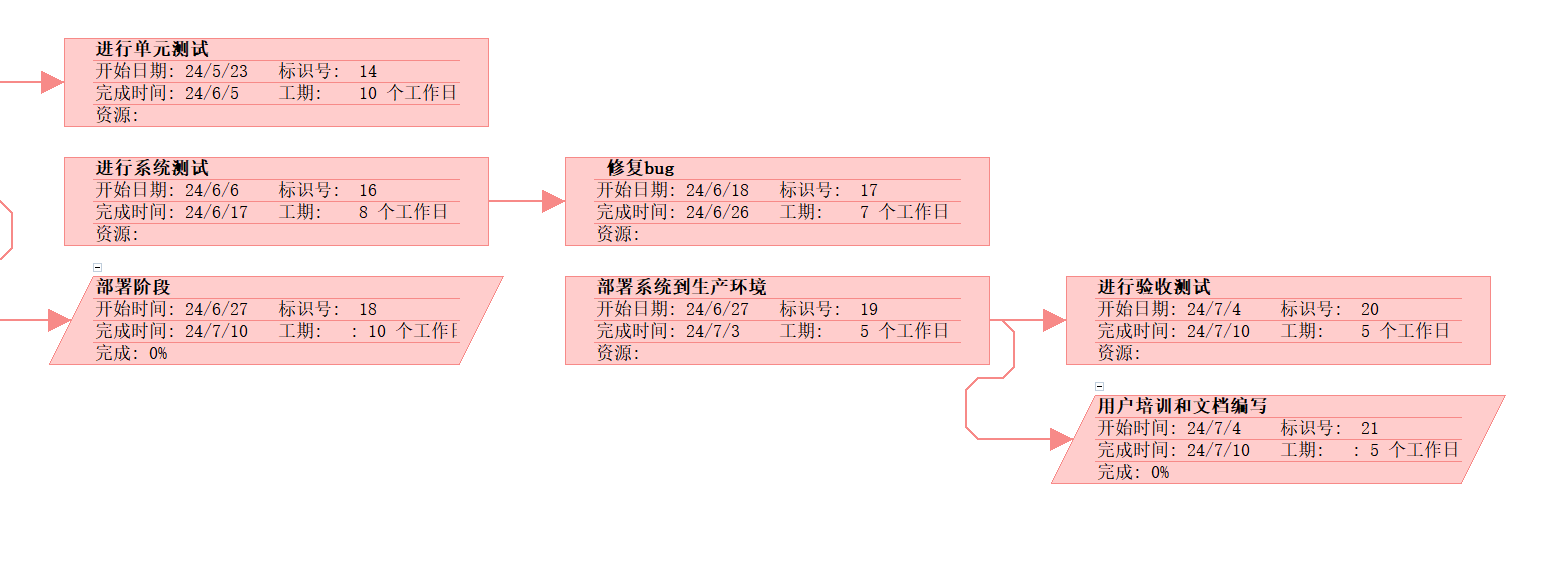 进行单元测试
开始日期: 24/5/23 标识号: 14
完成时间: 24/6/5 工期: 10 个工作日
资源:
进行系统测试
开始日期: 24/6/6 标识号: 16
完成时间: 24/6/17 工期: 8 个工作日
资源:
修复bug
开始日期: 24/6/18 标识号: 17
完成时间: 24/6/26 工期: 7 个工作日
资源:
部署阶段
开始时间: 24/6/27 标识号: 18
完成时间: 24/7/10 工期: : 10 个工作日
完成: 0%
部署系统到生产环境
开始日期: 24/6/27 标识号: 19
完成时间: 24/7/3 工期: 5 个工作日
资源:
进行验收测试
开始日期: 24/7/4 标识号: 20
完成时间: 24/7/10 工期: 5 个工作日
资源:
用户培训和文档编写
开始时间: 24/7/4 标识号: 21
完成时间: 24/7/10 工期: : 5 个工作日
完成: 0%